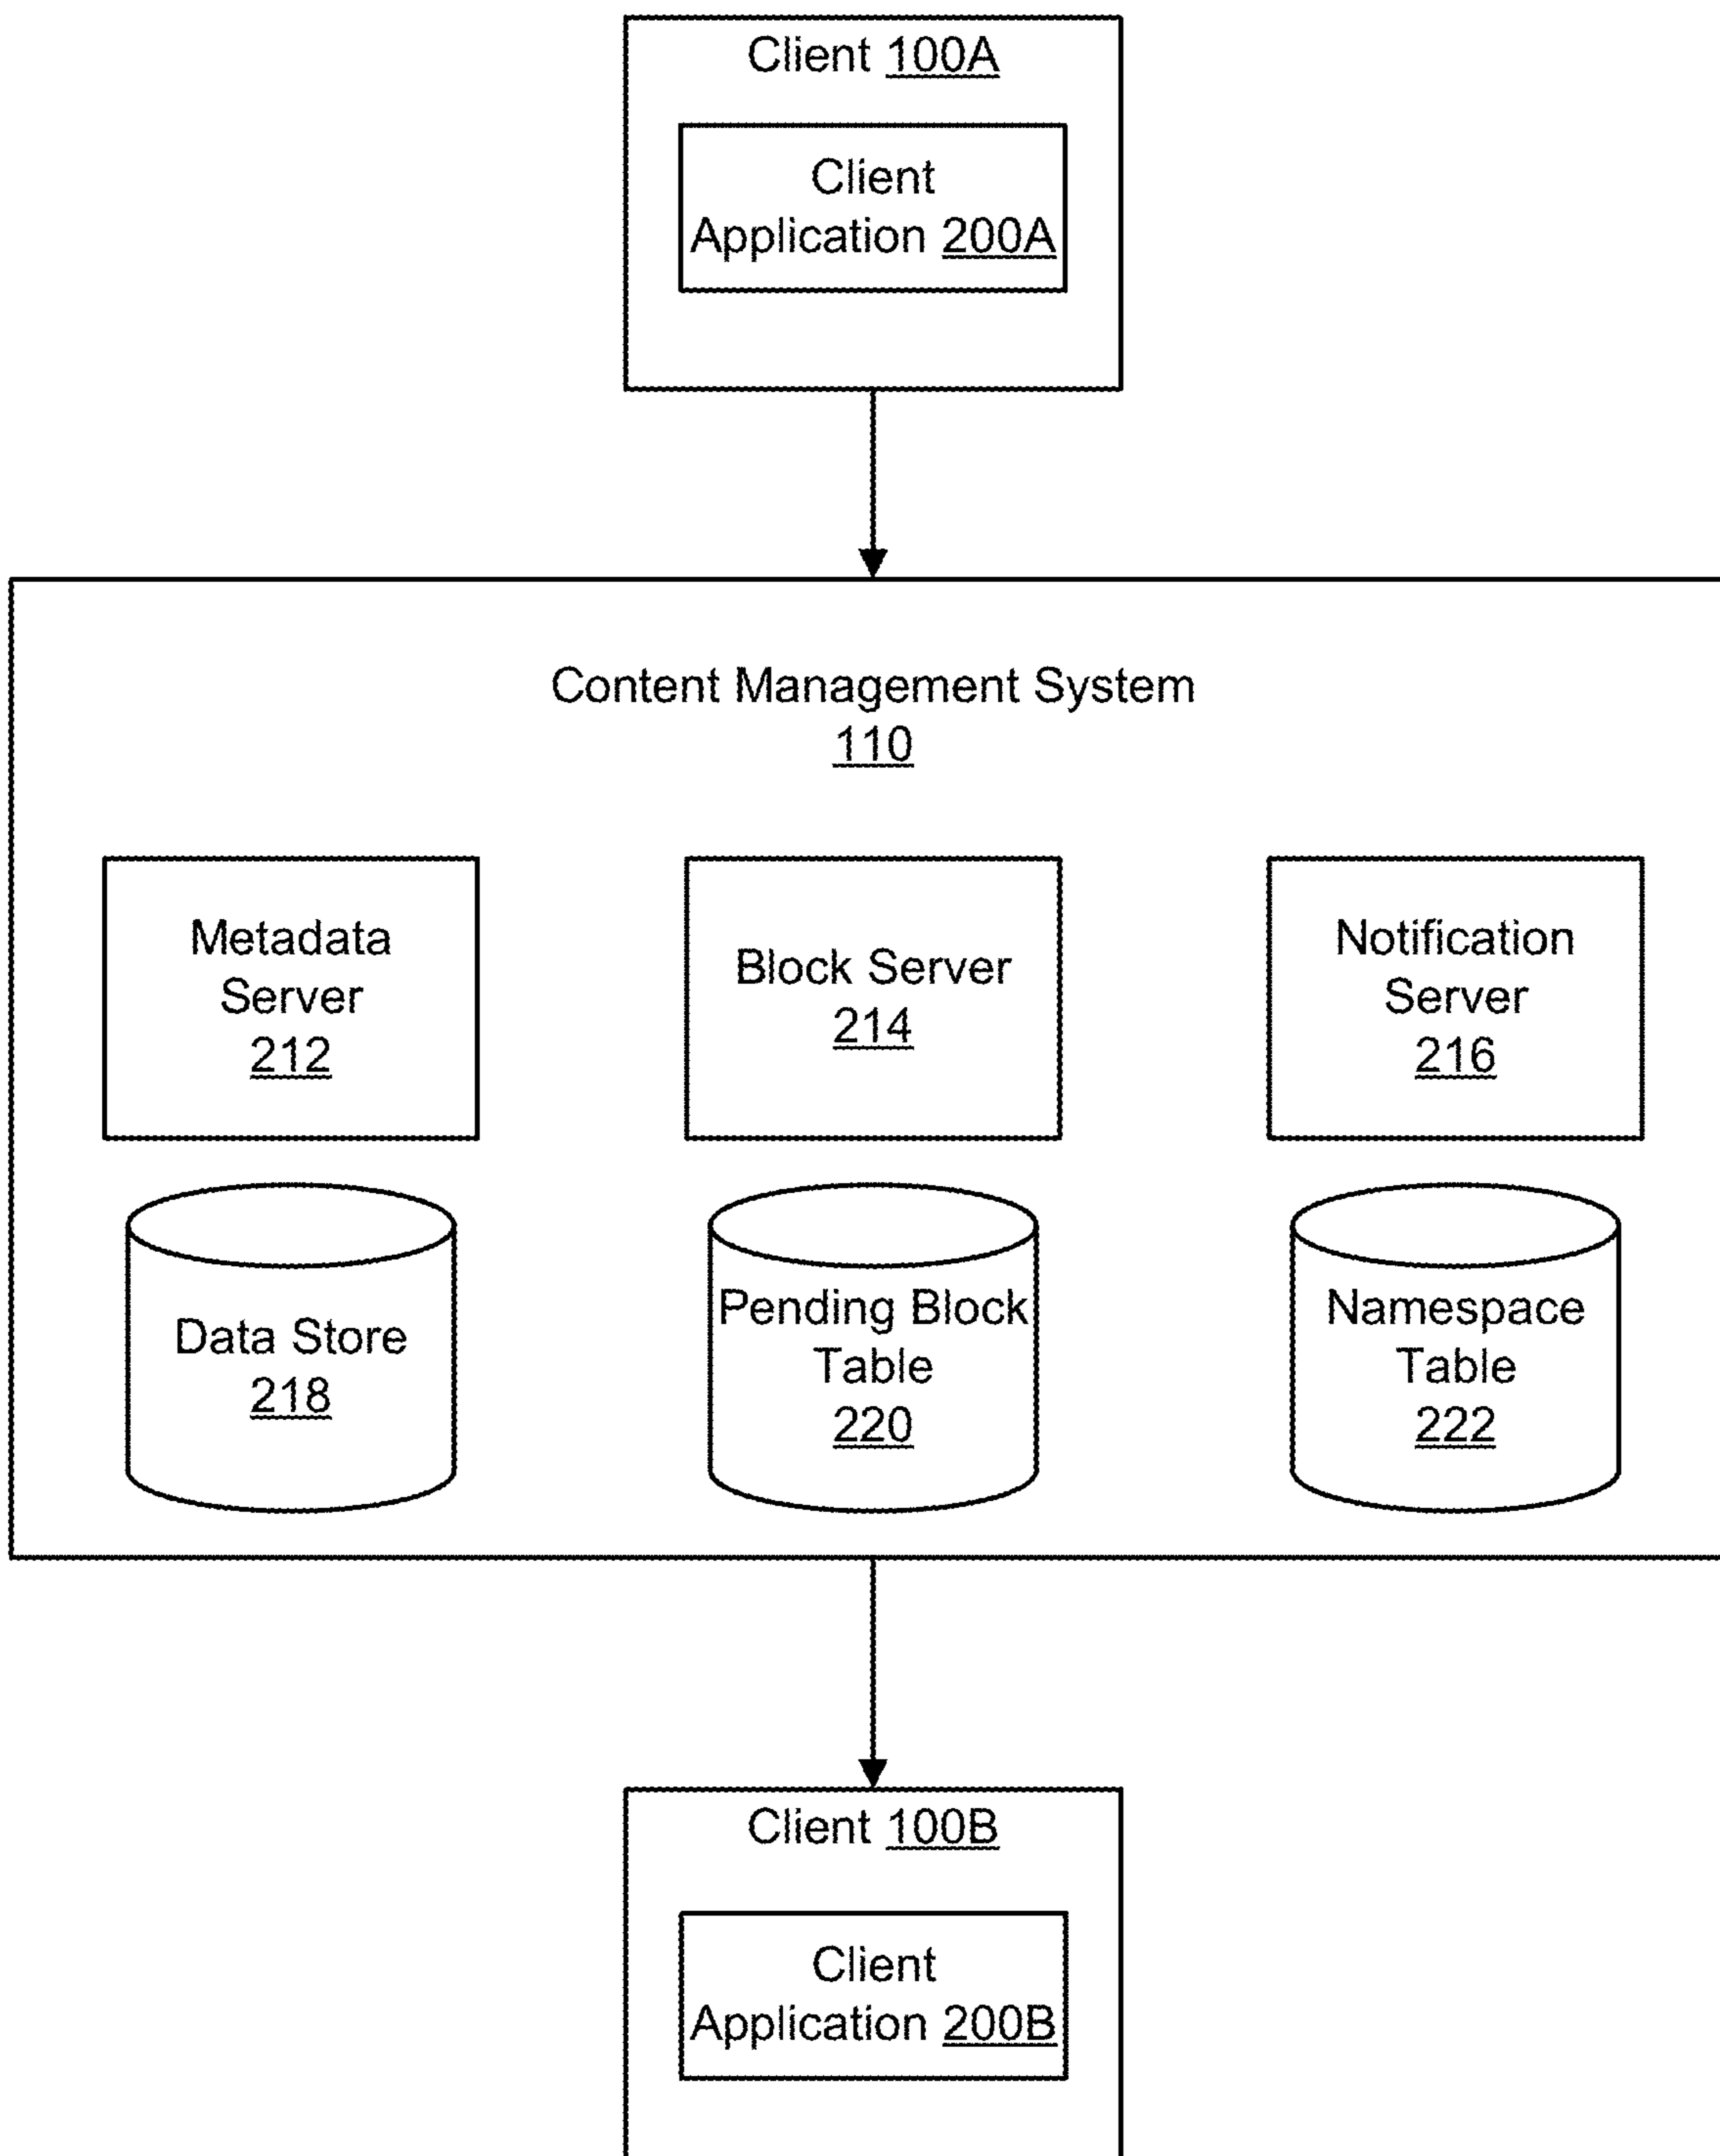 Client 100A
Client
Application 200A
Content Management System
110
Metadata
Server
212
Block Server
214
Notification
Server
216
Data Store
218
Pending Block
Table
220
Namespace
Table
222
Client 100B
Client
Application 200B